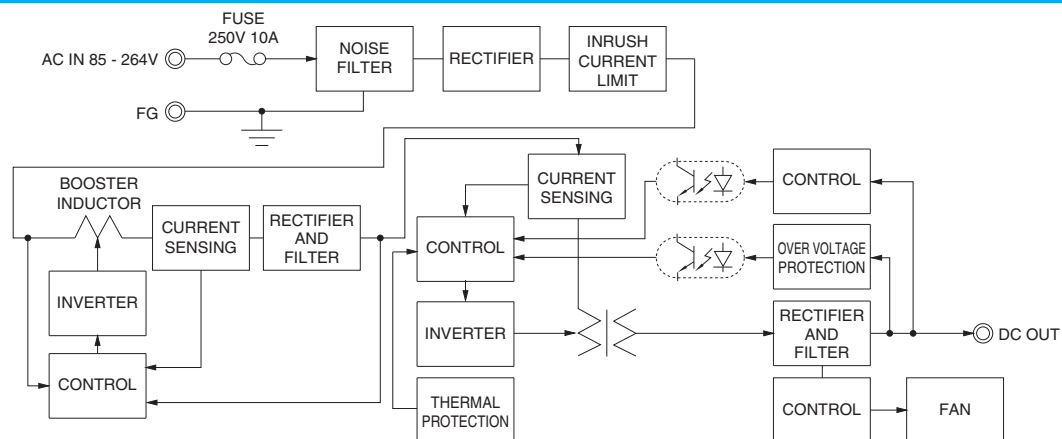 FUSE
250V 10A
AC IN 85 - 264V
NOISE
FILTER
RECTIFIER
INRUSH
CURRENT
LIMIT
FG
BOOSTER
INDUCTOR
CURRENT
SENSING
RECTIFIER
AND
FILTER
INVERTER
CONTROL
CURRENT
SENSING
CONTROL
INVERTER
THERMAL
PROTECTION
CONTROL
OVER VOLTAGE
PROTECTION
RECTIFIER
AND
FILTER
DC OUT
CONTROL
FAN